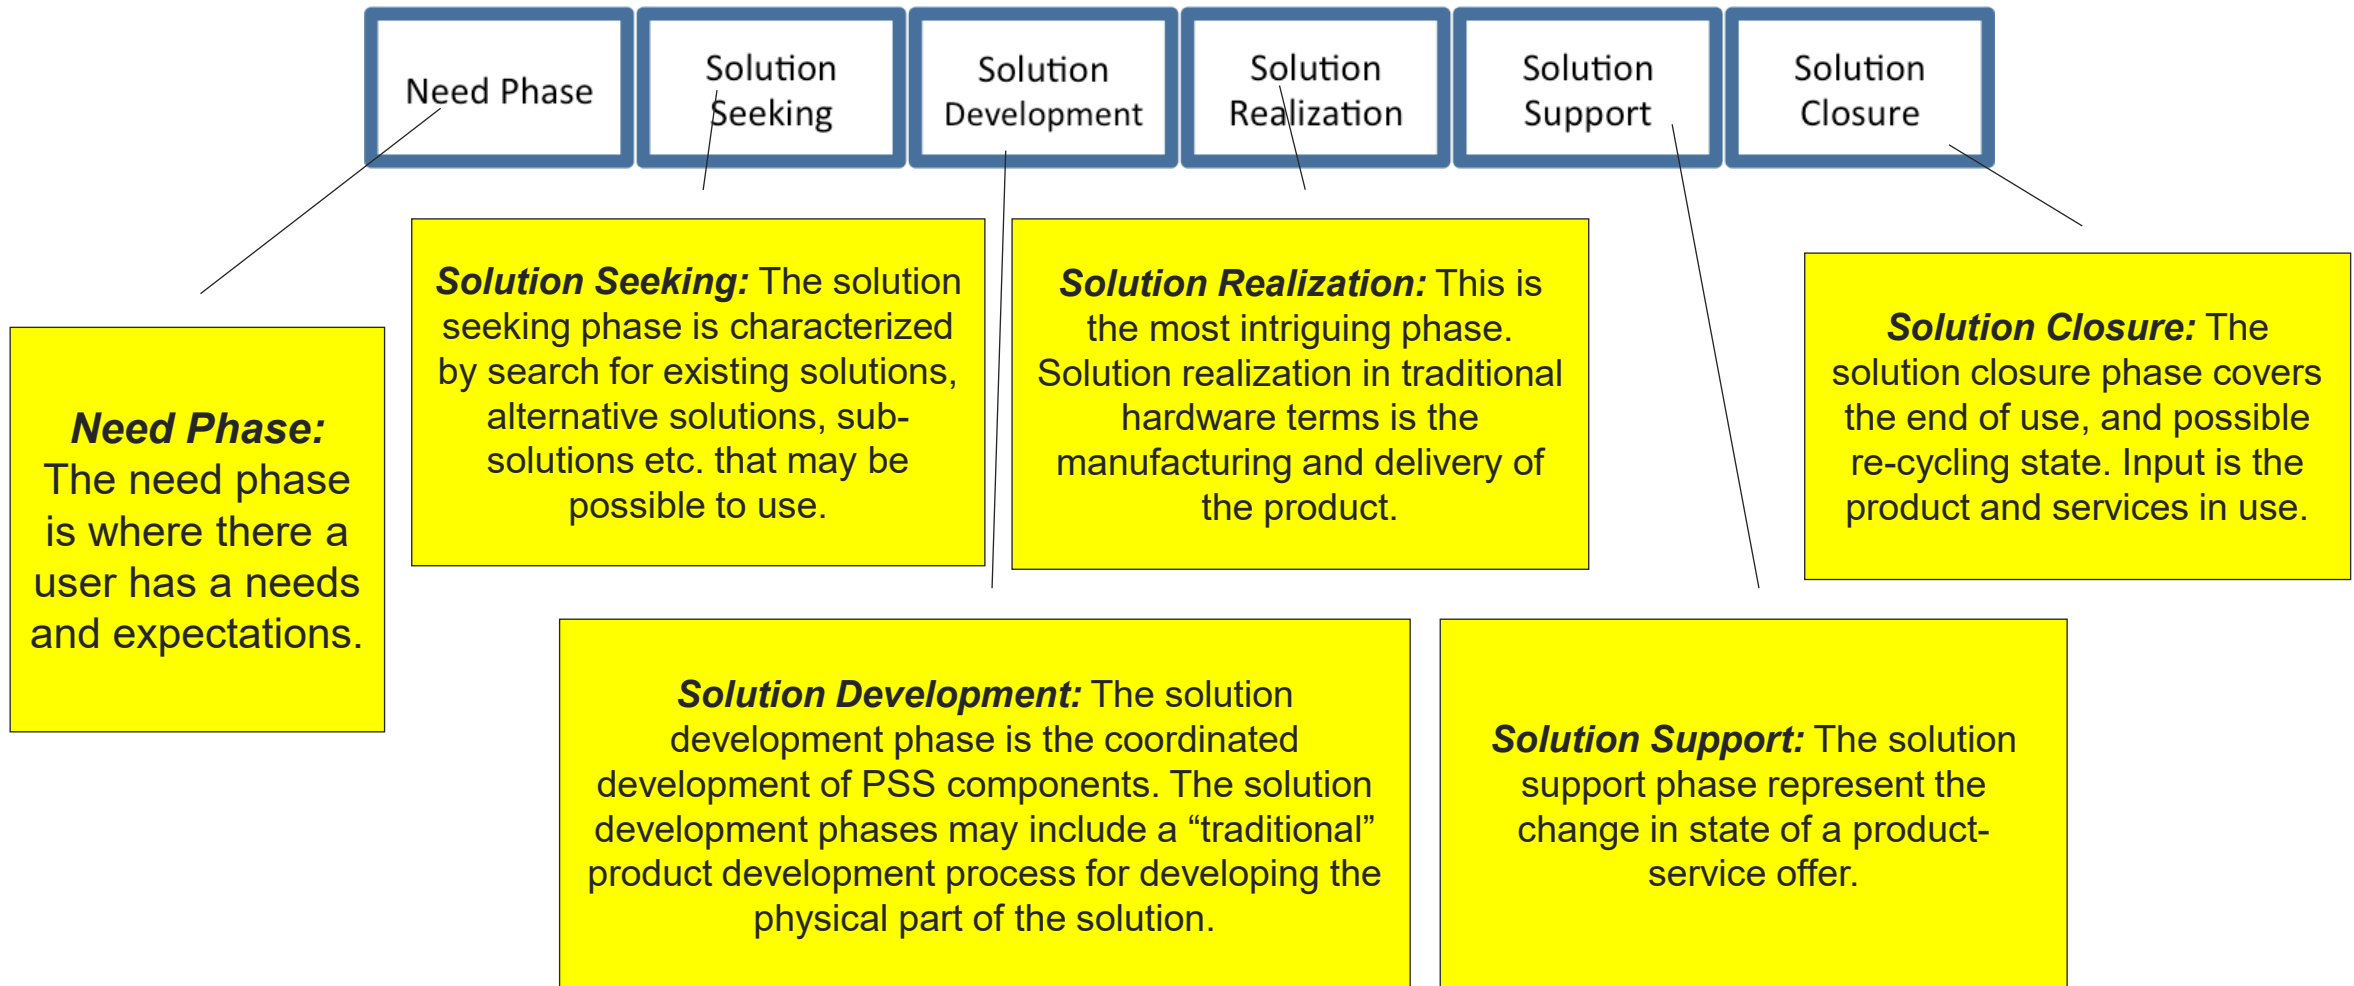 Need Phase
Solution
Seeking
Solution
Development
Solution
Realization
Solution
Support
Solution
Closure
Need Phase:
The need phase
is where there a
user has a needs
and expectations.
Solution Seeking: The solution
seeking phase is characterized
by search for existing solutions,
alternative solutions, sub-
solutions etc. that may be
possible to use.
Solution Development: The solution
development phase is the coordinated
development of PSS components. The solution
development phases may include a “traditional”
product development process for developing the
physical part of the solution.
Solution Realization: This is
the most intriguing phase.
Solution realization in traditional
hardware terms is the
manufacturing and delivery of
the product.
Solution Support: The solution
support phase represent the
change in state of a product-
service offer.
Solution Closure: The
solution closure phase covers
the end of use, and possible
re-cycling state. Input is the
product and services in use.